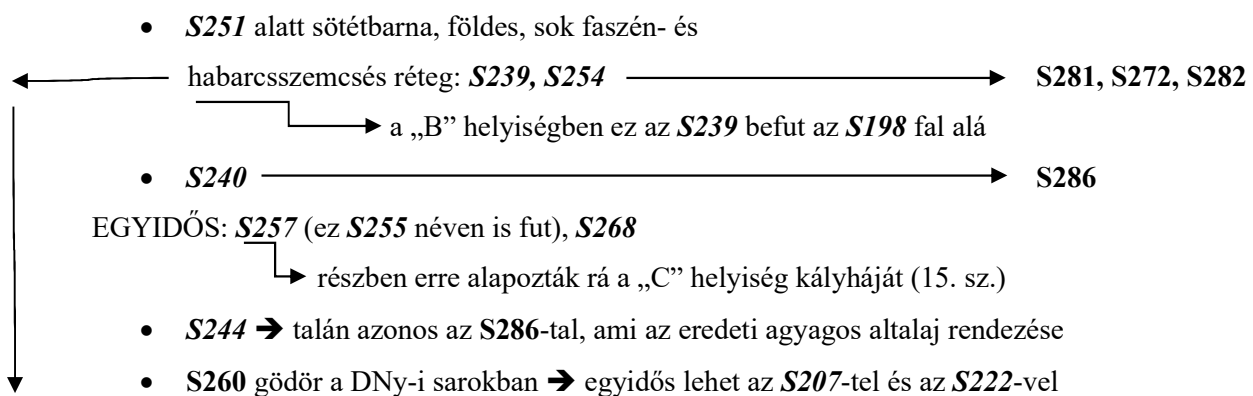 • S251 alatt sötétbarna, földes, sok faszén- és
habarcsszemcsés réteg: S239, S254 → S281, S272, S282
a „B” helyiségben ez az S239 befut az S198 fal alá
• S240 → S286
EGYIDŐS: S257 (ez S255 néven is fut), S268
részben erre alapozták rá a „C” helyiség kályháját (15. sz.)
• S244 ➔ talán azonos az S286-tal, ami az eredeti agyagos altalaj rendezése
• S260 gödör a DNy-i sarokban ➔ egyidős lehet az S207-tel és az S222-vel